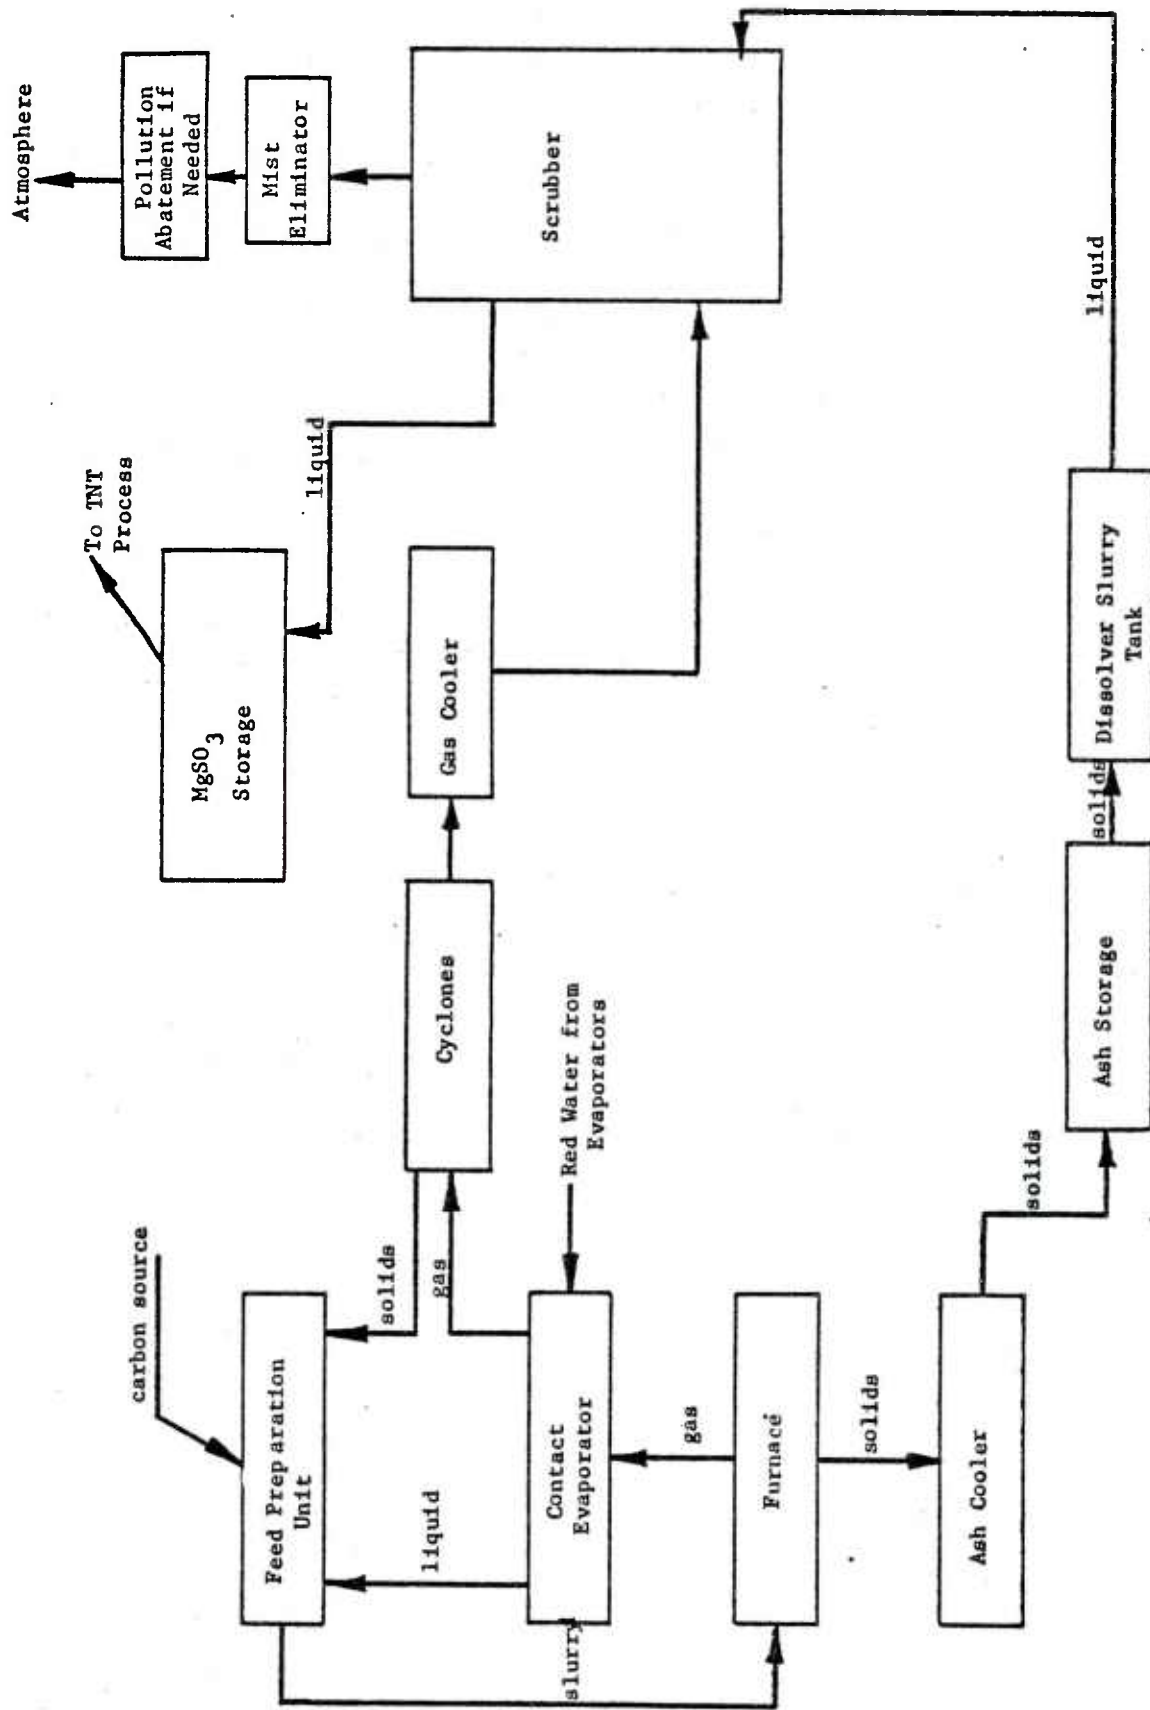 carbon source
Feed Preparation
Unit
solids
gas
liquid
slurry
Contact
Evaporator
Red Water from
Evaporators
gas
Furnacé
solids
Ash Cooler
solids
Ash Storage
solids
Dissolver Slurry
Tank
liquid
Cyclones
Gas Cooler
MgSO3
Storage
To TNT
Process
liquid
Scrubber
Mist
Eliminator
Pollution
Abatement if
Needed
Atmosphere